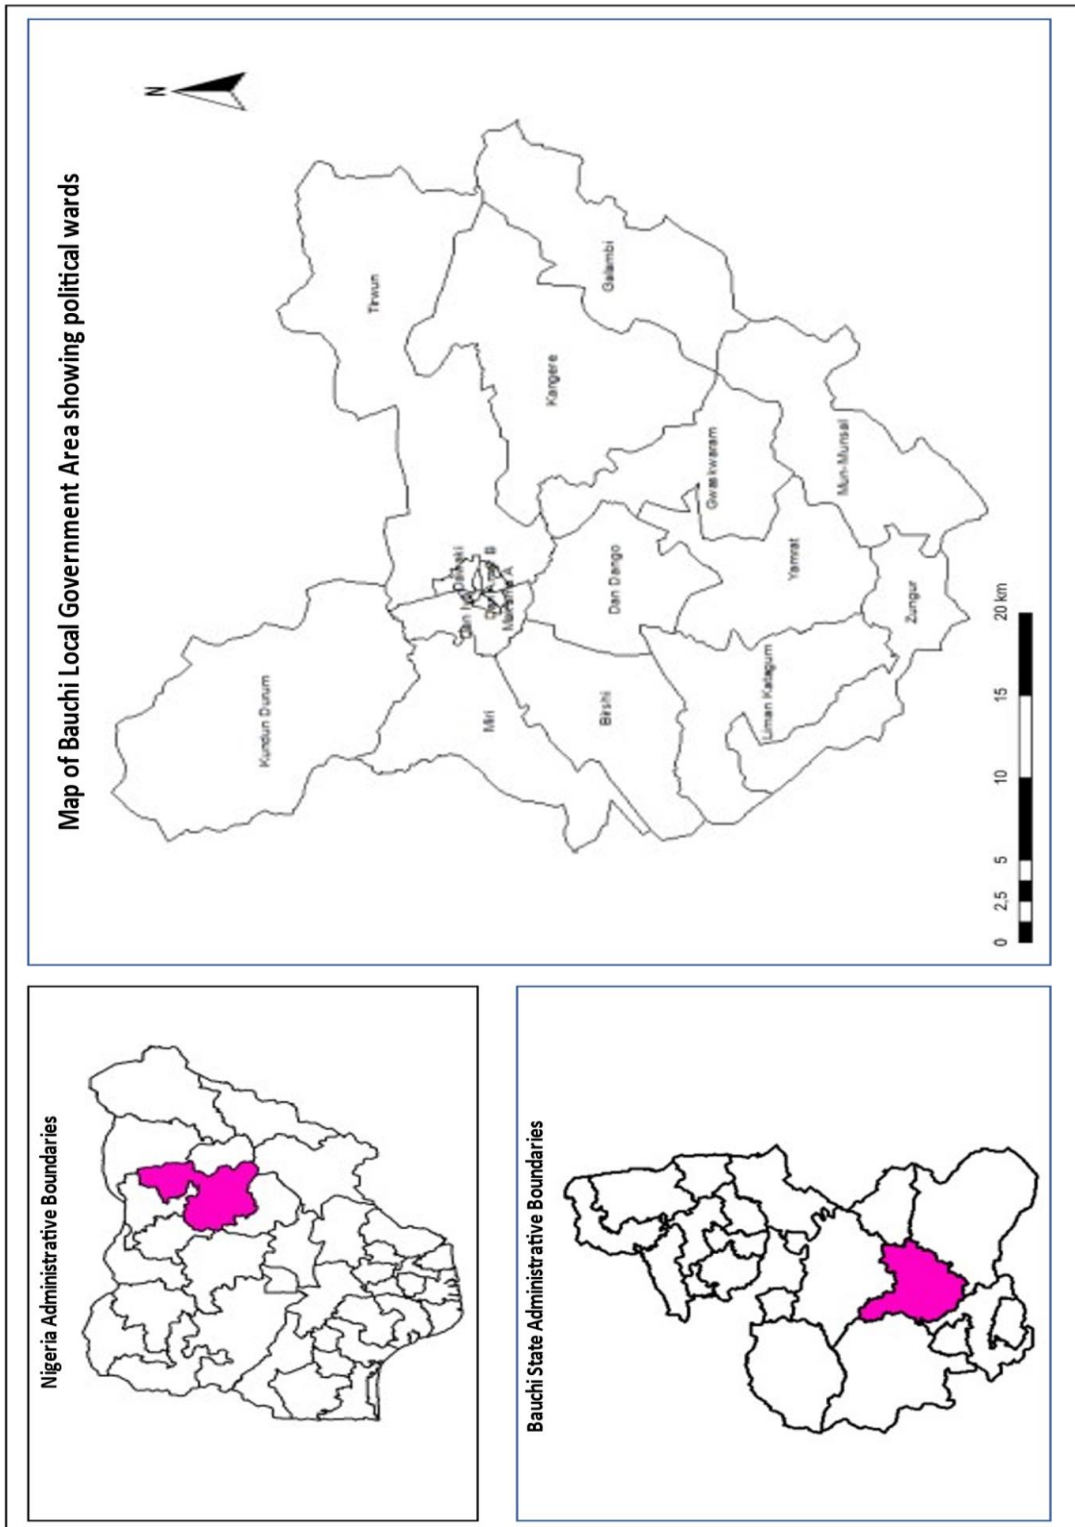 Map of Bauchi Local Government Area showing political wards
N
Kundun Durum
Tirwun
Miri
Kangere
Galambi
Birshi
Dan Dango
Gwaskwaram
Liman Katagum
Yamrat
Mun-Munsal
Zungur
0 2,5 5 10 15 20 km
Nigeria Administrative Boundaries
Bauchi State Administrative Boundaries